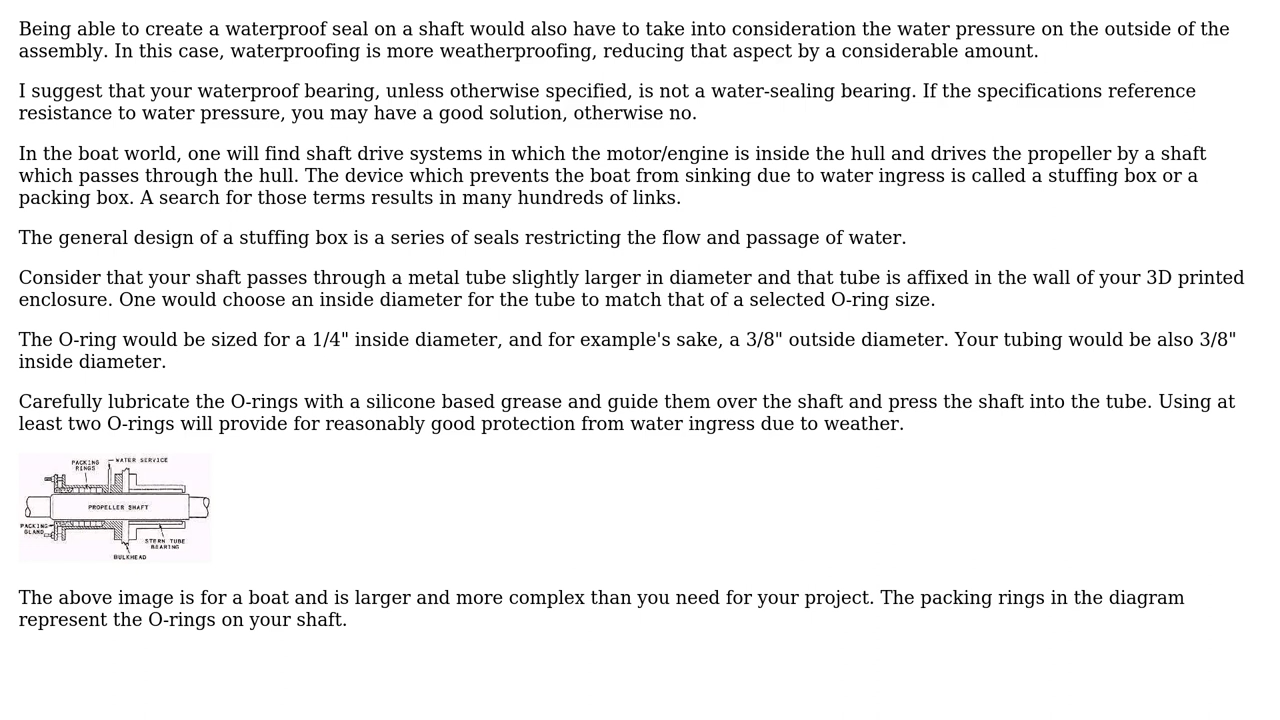 Being able to create a waterproof seal on a shaft would also have to take into consideration the water pressure on the outside of the
assembly. In this case, waterproofing is more weatherproofing, reducing that aspect by a considerable amount.
I suggest that your waterproof bearing, unless otherwise specified, is not a water-sealing bearing. If the specifications reference
resistance to water pressure, you may have a good solution, otherwise no.
In the boat world, one will find shaft drive systems in which the motor/engine is inside the hull and drives the propeller by a shaft
which passes through the hull. The device which prevents the boat from sinking due to water ingress is called a stuffing box or a
packing box. A search for those terms results in many hundreds of links.
The general design of a stuffing box is a series of seals restricting the flow and passage of water.
Consider that your shaft passes through a metal tube slightly larger in diameter and that tube is affixed in the wall of your 3D printed
enclosure. One would choose an inside diameter for the tube to match that of a selected O-ring size.
The O-ring would be sized for a 1/4" inside diameter, and for example's sake, a 3/8" outside diameter. Your tubing would be also 3/8"
inside diameter.
Carefully lubricate the O-rings with a silicone based grease and guide them over the shaft and press the shaft into the tube. Using at
least two O-rings will provide for reasonably good protection from water ingress due to weather.
PACKING
RINGS
WATER SERVICE
PROPELLER SHAFT
PACKING
GLAND
STERN TUBE
BEARING
BULKHEAD
The above image is for a boat and is larger and more complex than you need for your project. The packing rings in the diagram
represent the O-rings on your shaft.